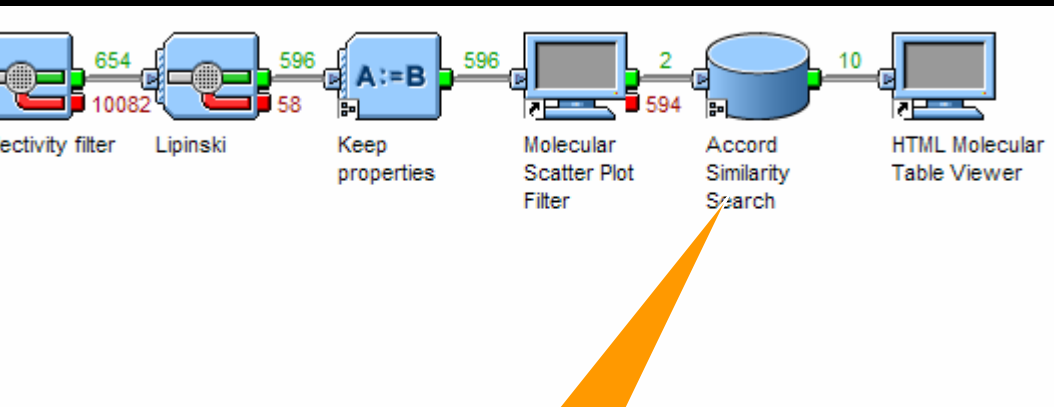 654 596 596 2 10
A:=B
10082 58 594
ectivity filter Lipinski Keep Molecular Accord HTML Molecular
properties Scatter Plot Similarity Table Viewer
Filter Search